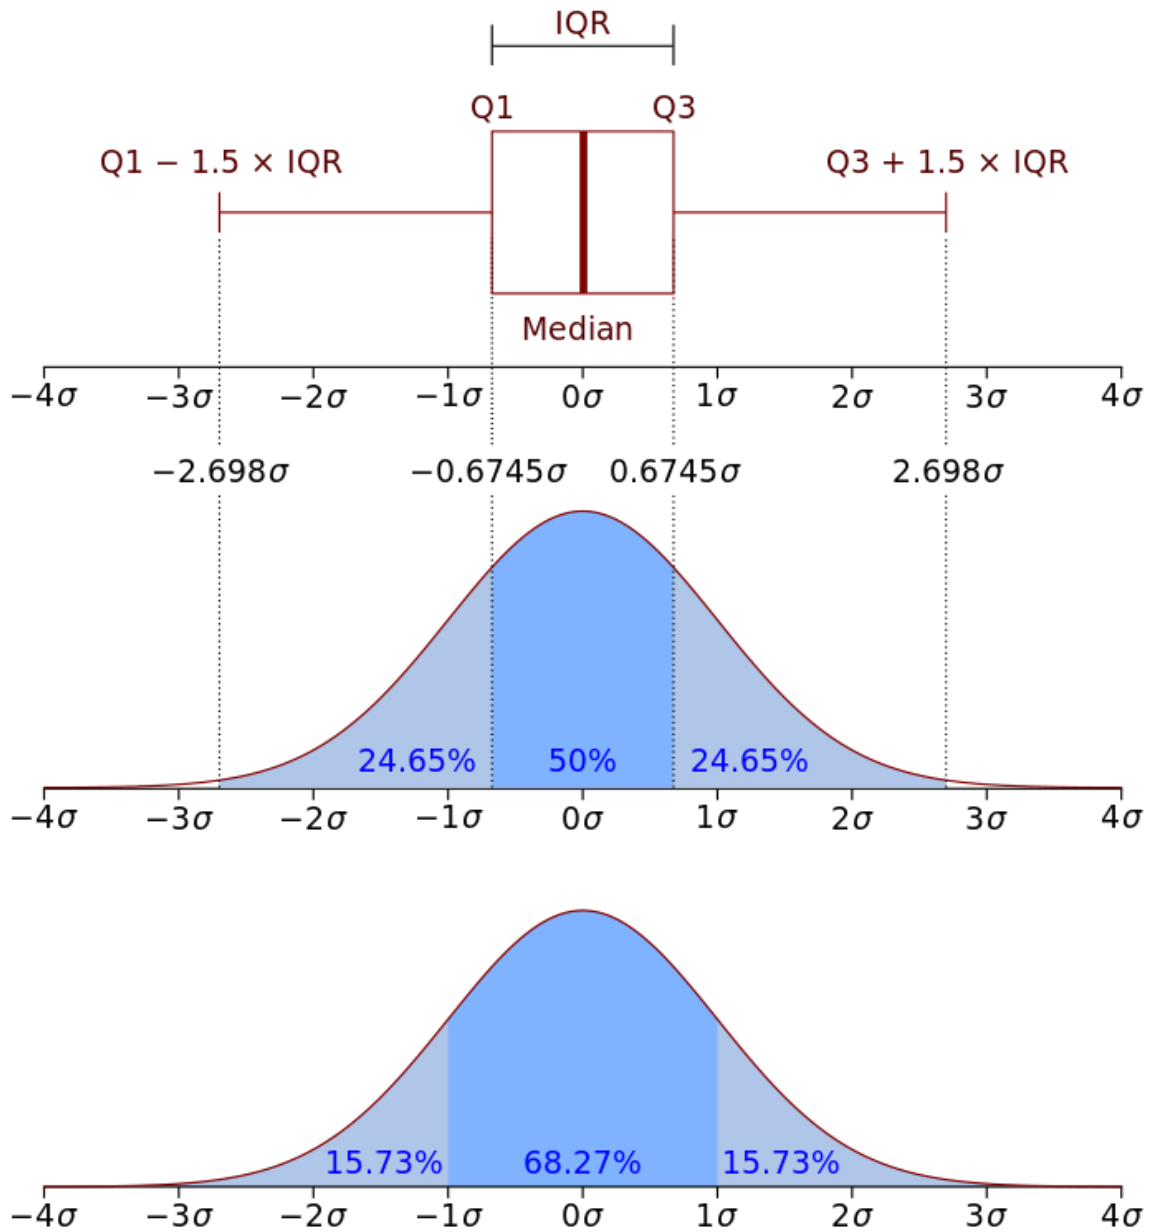 IQR
Q1 Q3
Q1 − 1.5 × IQR Q3 + 1.5 × IQR
Median
−4σ −3σ −2σ −1σ 0σ 1σ 2σ 3σ 4σ
−2.698σ −0.6745σ 0.6745σ 2.698σ
24.65% 50% 24.65%
−4σ −3σ −2σ −1σ 0σ 1σ 2σ 3σ 4σ
15.73% 68.27% 15.73%
−4σ −3σ −2σ −1σ 0σ 1σ 2σ 3σ 4σ